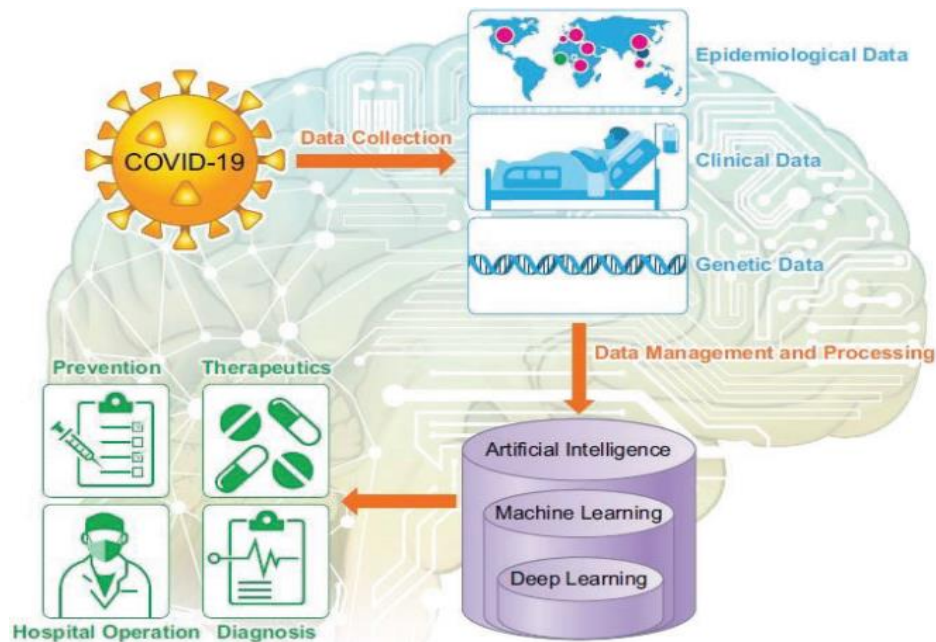 Epidemiological Data
Data Collection
COVID-19
Clinical Data
Genetic Data
Data Management and Processing
Prevention
Therapeutics
Artificial Intelligence
Machine Learning
Deep Learning
Hospital Operation
Diagnosis